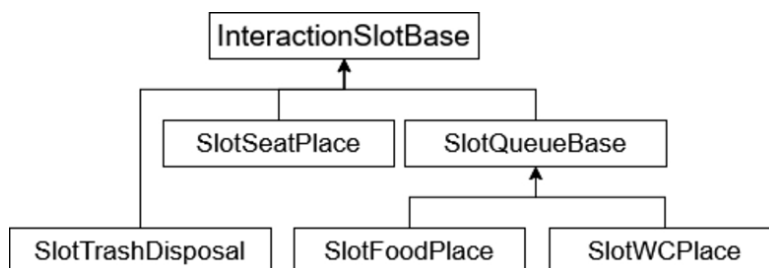 InteractionSlotBase
SlotSeatPlace
SlotQueueBase
SlotTrashDisposal
SlotFoodPlace
SlotWCPlace